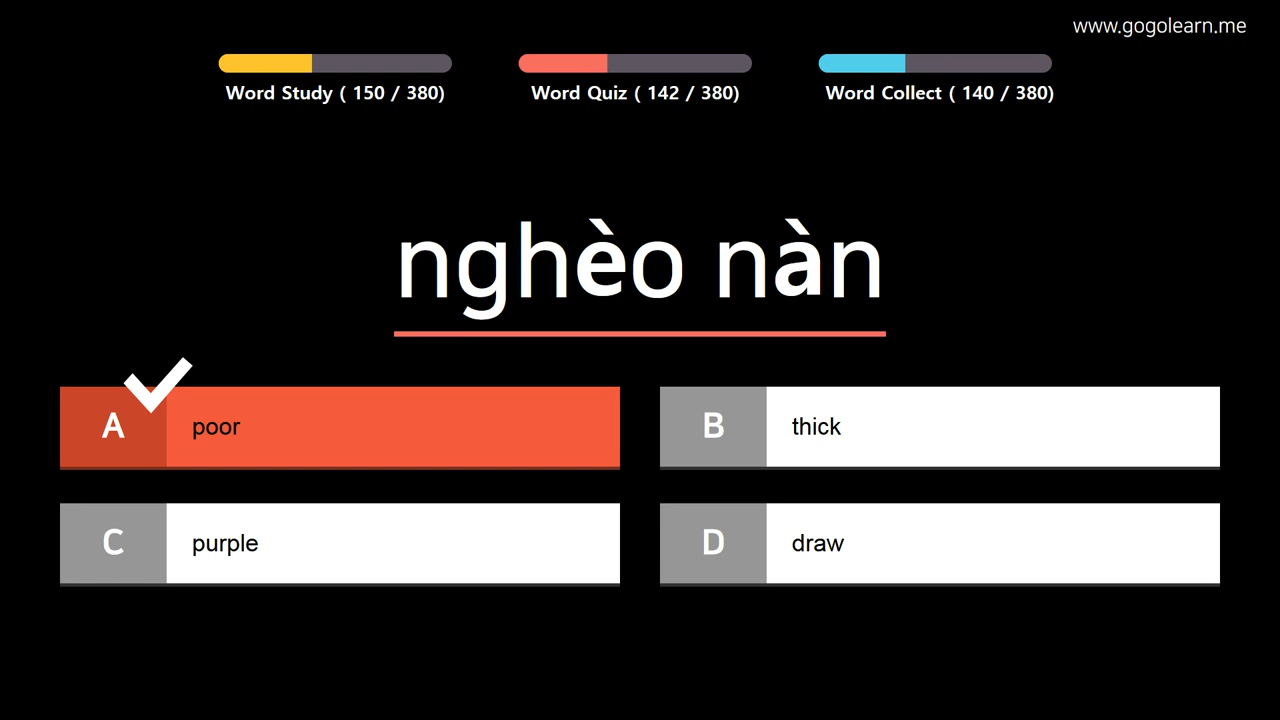 www.gogolearn.me
Word Study ( 150 / 380)
Word Quiz ( 142 / 380)
Word Collect ( 140 / 380)
nghèo nàn
A poor
B thick
C purple
D draw